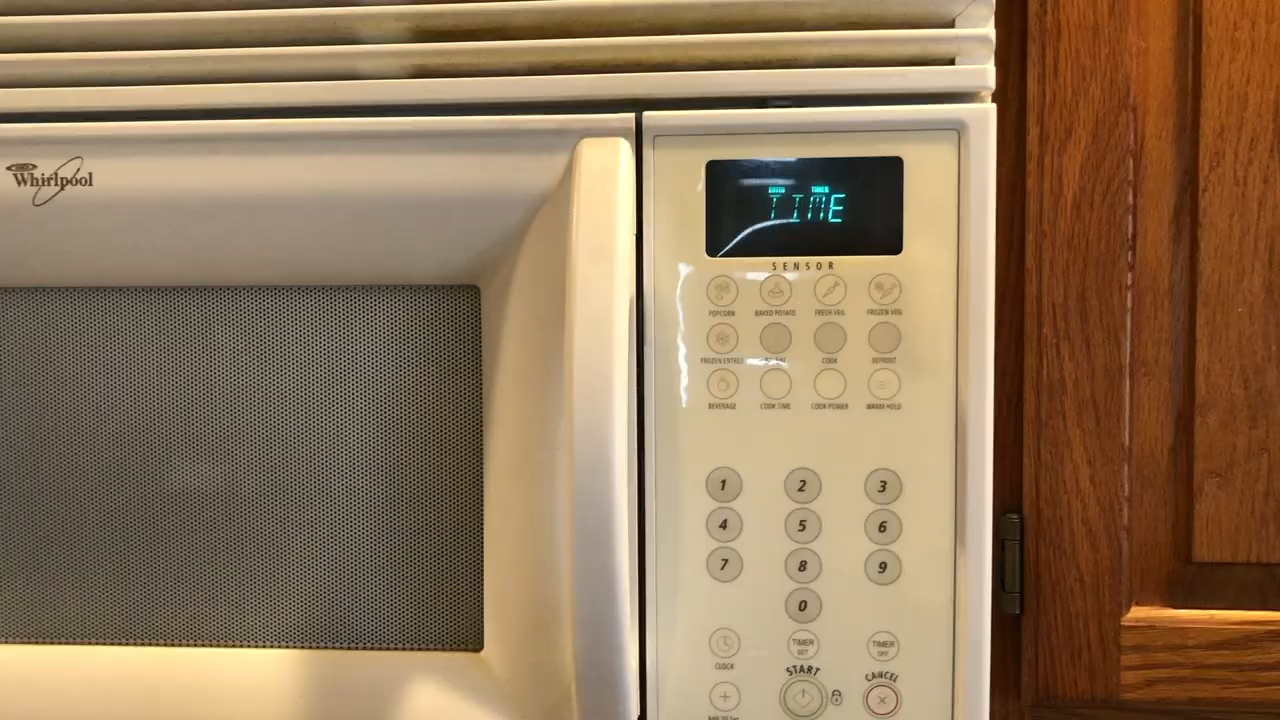 Whirlpool
ENTER TIMER
TIME
SENSOR
POPCORN BAKED POTATO FRESH VEG FROZEN VEG
FROZEN ENTREE COOK DEFROST
BEVERAGE COOK TIME COOK POWER WARM HOLD
1 2 3
4 5 6
7 8 9
0
CLOCK TIMER SET TIMER OFF
START CANCEL